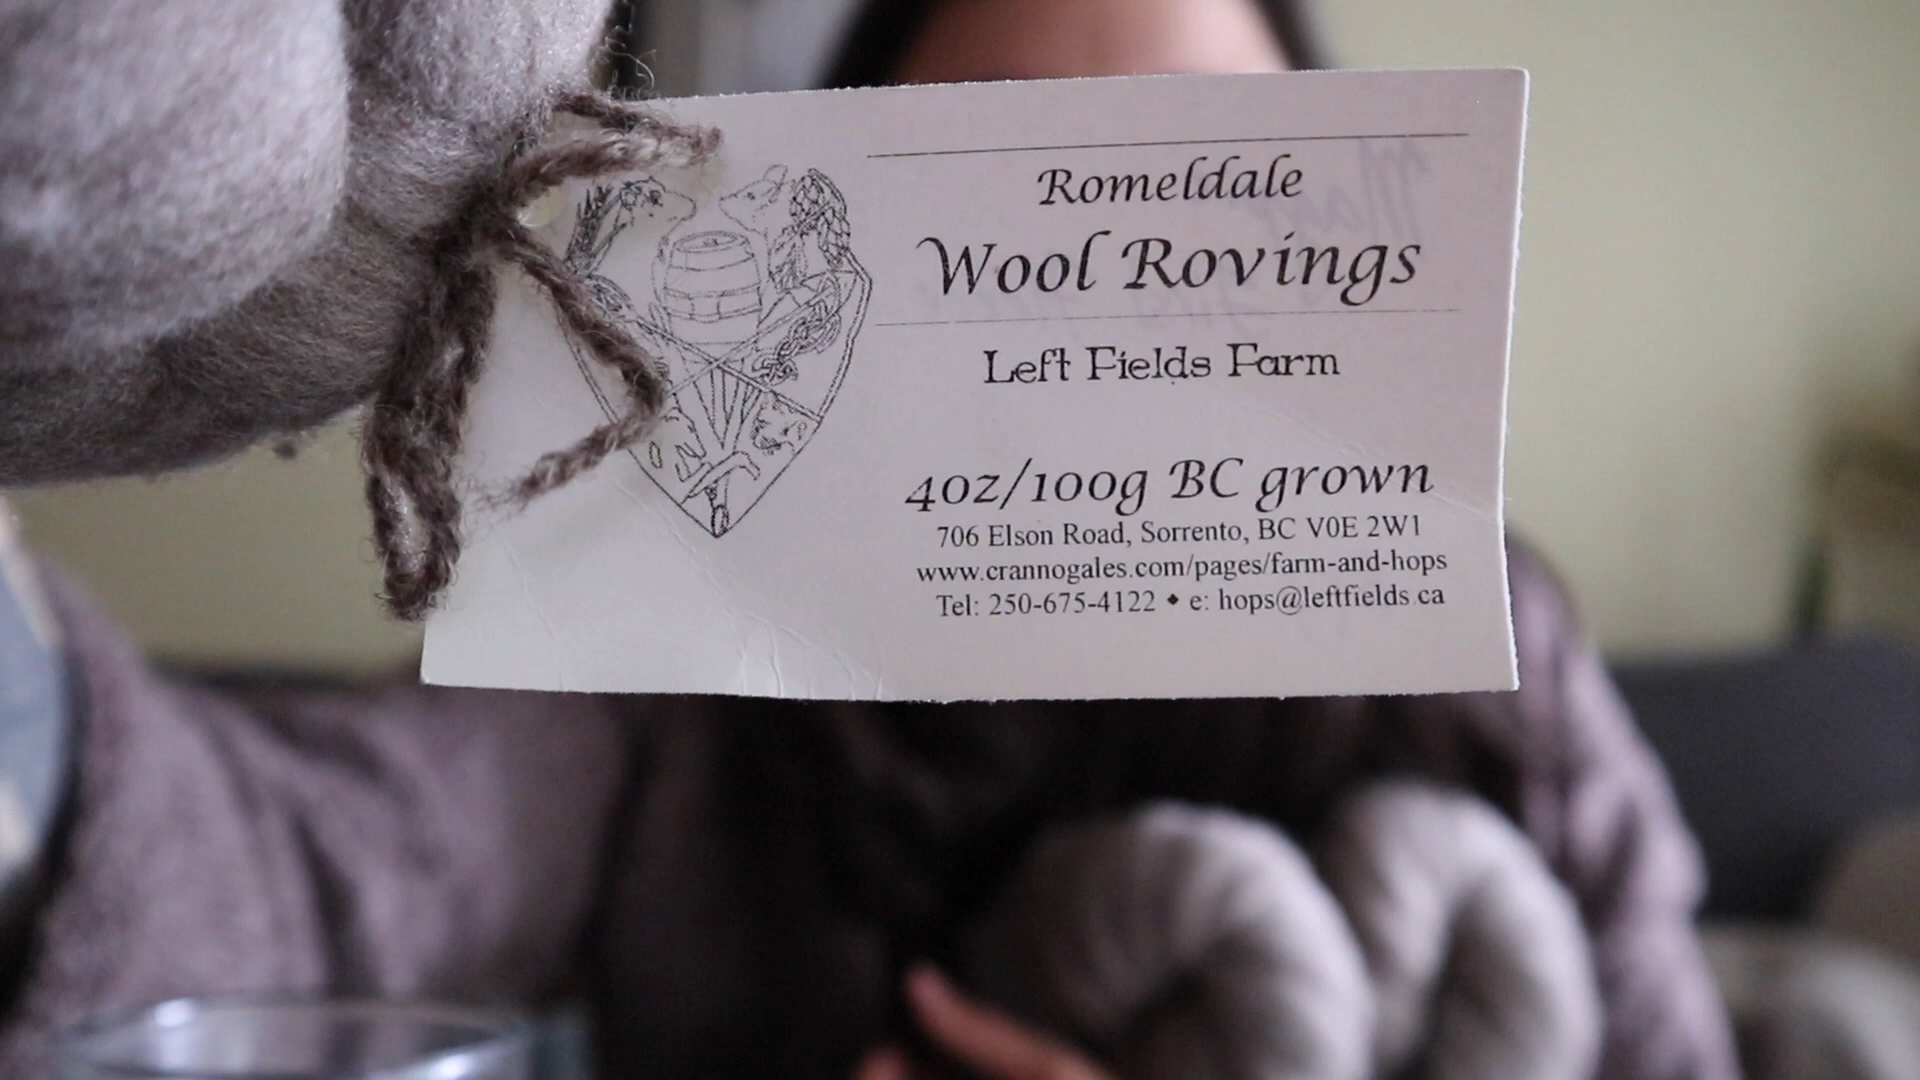 Romeldale
Wool Rovings
Left Fields Farm
4oz/100g BC grown
706 Elson Road, Sorrento, BC V0E 2W1
www.crannogales.com/pages/farm-and-hops
Tel: 250-675-4122 ◆ e: hops@leftfields.ca